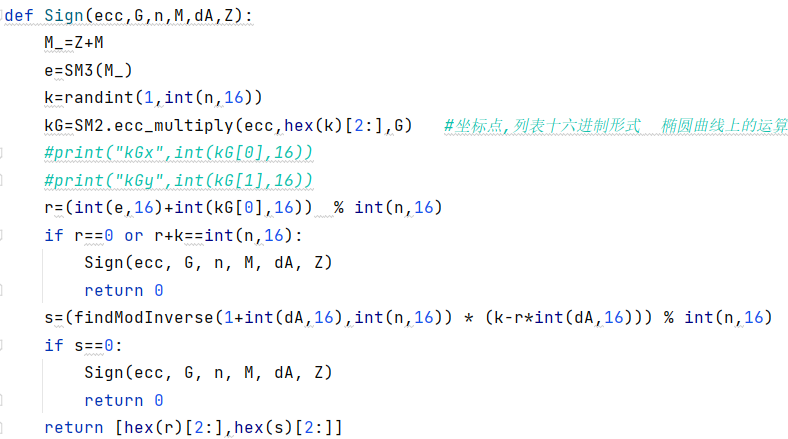 def Sign(ecc,G,n,M,dA,Z):
    M_=Z+M
    e=SM3(M_)
    k=randint(1,int(n,16))
    kG=SM2.ecc_multiply(ecc,hex(k)[2:],G)   #坐标点,列表十六进制形式  椭圆曲线上的运算
    #print("kGx",int(kG[0],16))
    #print("kGy",int(kG[1],16))
    r=(int(e,16)+int(kG[0],16))  % int(n,16)
    if r==0 or r+k==int(n,16):
        Sign(ecc, G, n, M, dA, Z)
        return 0
    s=(findModInverse(1+int(dA,16),int(n,16)) * (k-r*int(dA,16))) % int(n,16)
    if s==0:
        Sign(ecc, G, n, M, dA, Z)
        return 0
    return [hex(r)[2:],hex(s)[2:]]